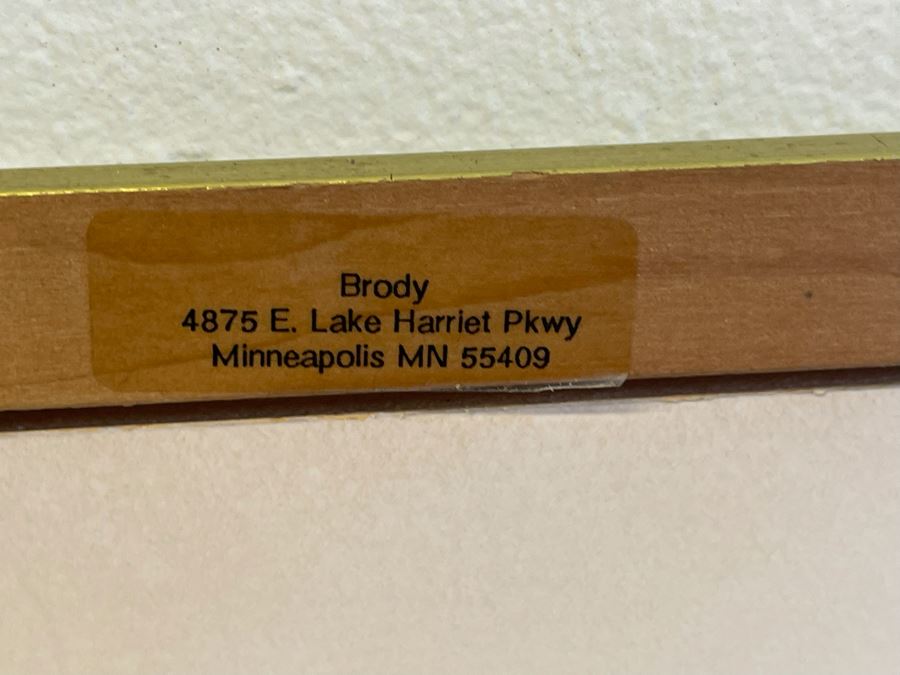 Brody
4875 E. Lake Harriet Pkwy
Minneapolis MN 55409